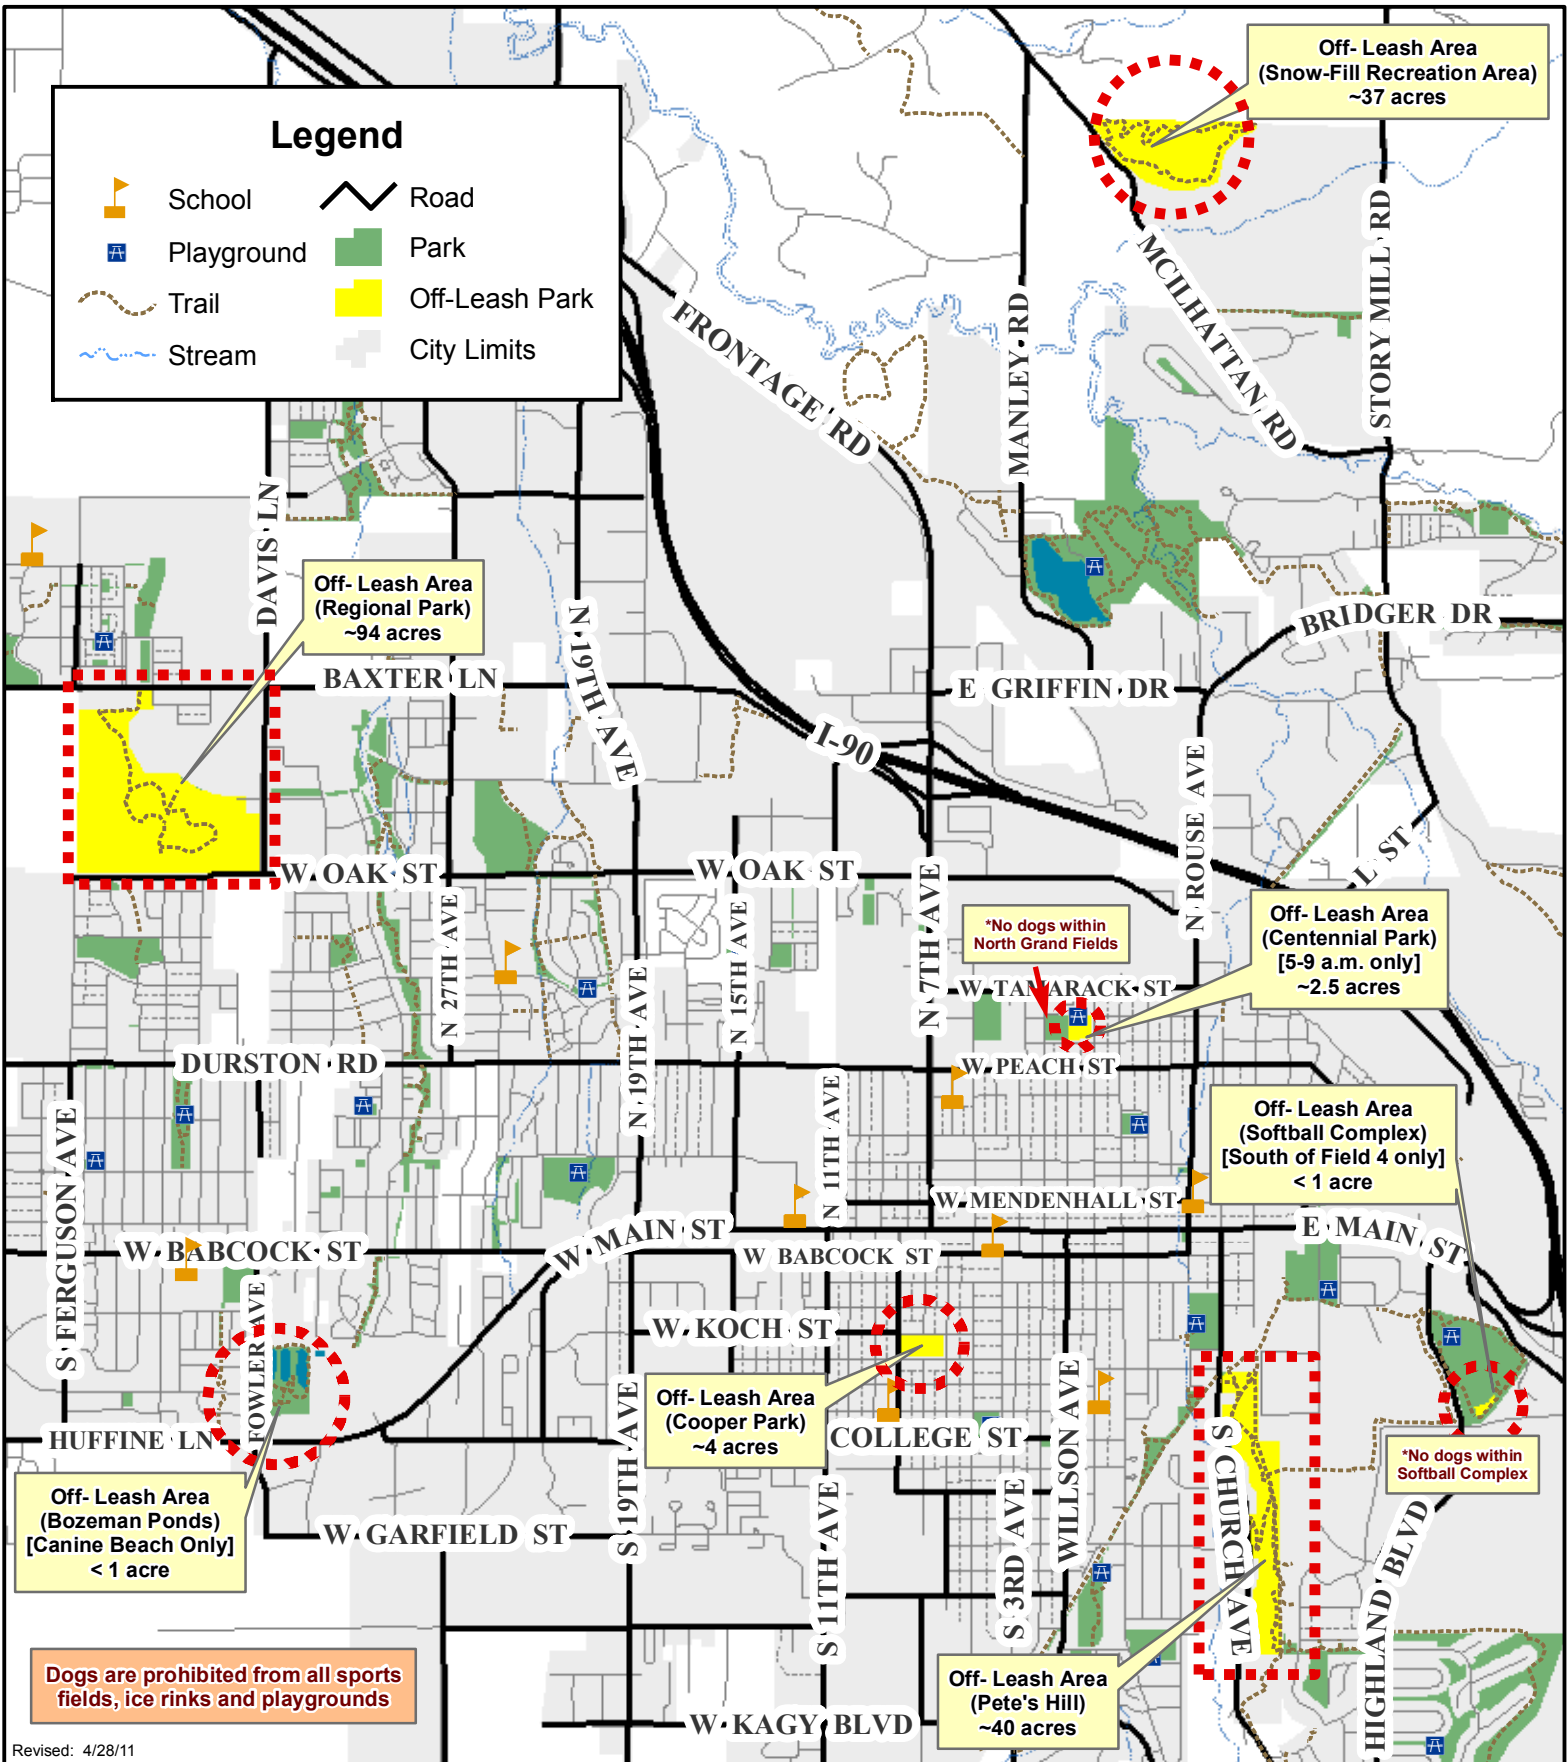 Off- Leash Area
(Snow-Fill Recreation Area)
~37 acres
Legend
School
Road
Playground
Park
Trail
Off-Leash Park
Stream
City Limits
FRONTAGE RD
MANLEY RD
MCILHATTAN RD
STORY MILL RD
DAVIS LN
Off- Leash Area
(Regional Park)
~94 acres
N 19TH AVE
BRIDGER DR
BAXTER LN
E GRIFFIN DR
I-90
N ROUSE AVE
L ST
W OAK ST
W OAK ST
N 27TH AVE
N 15TH AVE
N 7TH AVE
*No dogs within
North Grand Fields
Off- Leash Area
(Centennial Park)
[5-9 a.m. only]
~2.5 acres
W TAMARACK ST
N 19TH AVE
DURSTON RD
W PEACH ST
S FERGUSON AVE
N 11TH AVE
Off- Leash Area
(Softball Complex)
[South of Field 4 only]
< 1 acre
W MENDENHALL ST
W MAIN ST
E MAIN ST
W BABCOCK ST
W BABCOCK ST
FOWLER AVE
W KOCH ST
Off- Leash Area
(Cooper Park)
~4 acres
WILLSON AVE
HUFFINE LN
COLLEGE ST
S 19TH AVE
S CHURCH AVE
*No dogs within
Softball Complex
Off- Leash Area
(Bozeman Ponds)
[Canine Beach Only]
< 1 acre
W GARFIELD ST
S 11TH AVE
S 3RD AVE
HIGHLAND BLVD
Dogs are prohibited from all sports
fields, ice rinks and playgrounds
Off- Leash Area
(Pete's Hill)
~40 acres
W KAGY BLVD
Revised: 4/28/11